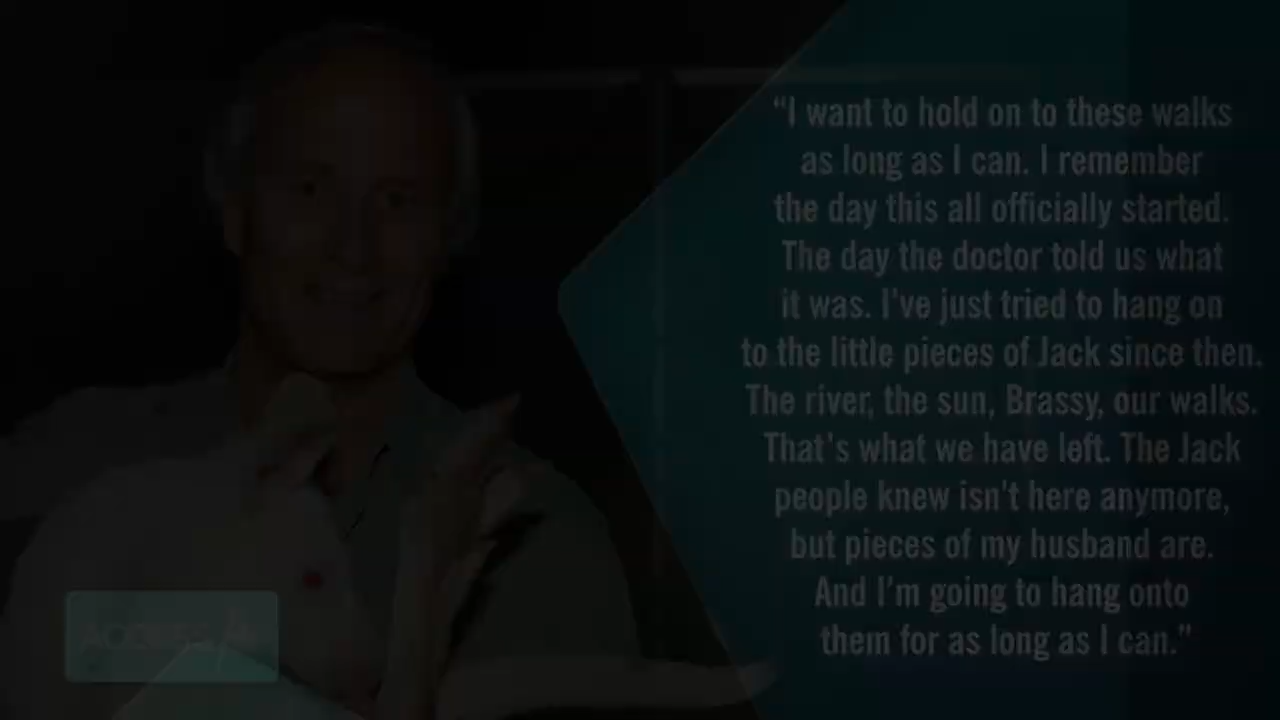 “I want to hold on to these walks
as long as I can. I remember
the day this all officially started.
The day the doctor told us what
it was. I've just tried to hang on
to the little pieces of Jack since then.
The river, the sun, Brassy, our walks.
That's what we have left. The Jack
people knew isn't here anymore,
but pieces of my husband are.
And I'm going to hang onto
them for as long as I can.”